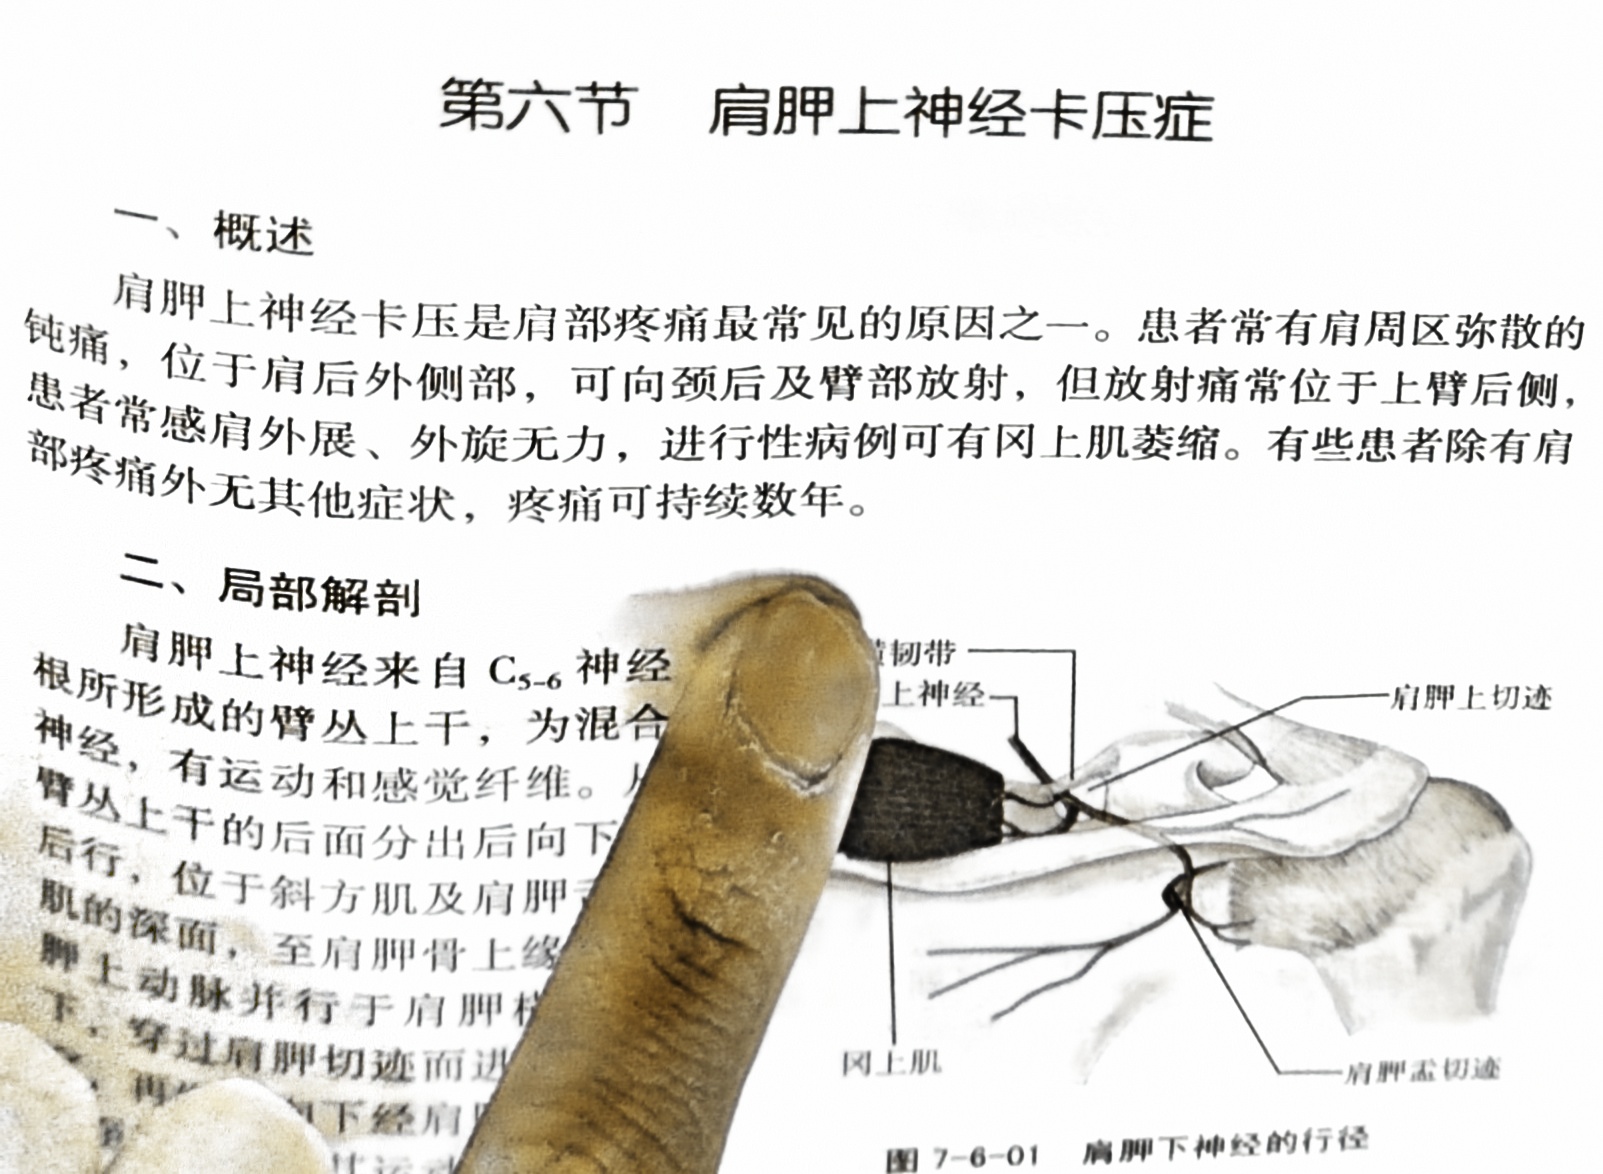 第六节 肩胛上神经卡压症
一、概述
肩胛上神经卡压是肩部疼痛最常见的原因之一。患者常有肩周区弥散的
钝痛，位于肩后外侧部，可向颈后及臂部放射，但放射痛常位于上臂后侧，
患者常感肩外展、外旋无力，进行性病例可有冈上肌萎缩。有些患者除有肩
部疼痛外无其他症状，疼痛可持续数年。
二、局部解剖
肩胛上神经来自 C5-6 神经
根所形成的臂丛上干，为混合
神经，有运动和感觉纤维。从
臂丛上干的后面分出后向下
后行，位于斜方肌及肩胛
肌的深面，至肩胛骨上缘
胛上动脉并行于肩胛
下，穿过肩胛切迹而进
下经肩
韧带
上神经
肩胛上切迹
冈上肌
肩胛盂切迹
图 7-6-01 肩胛下神经的行径